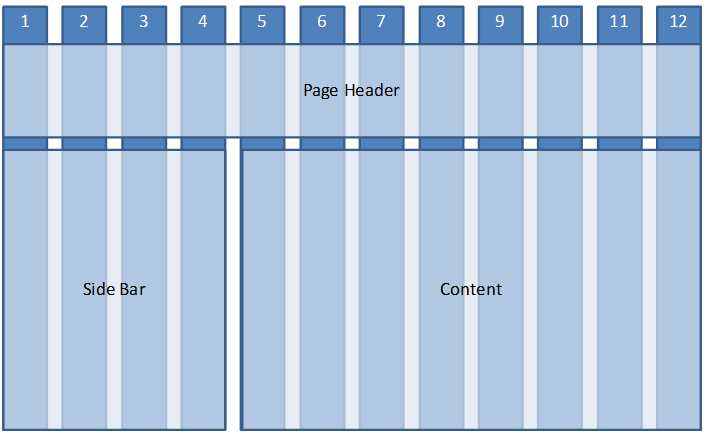 1 2 3 4 5 6 7 8 9 10 11 12
Page Header
Side Bar
Content